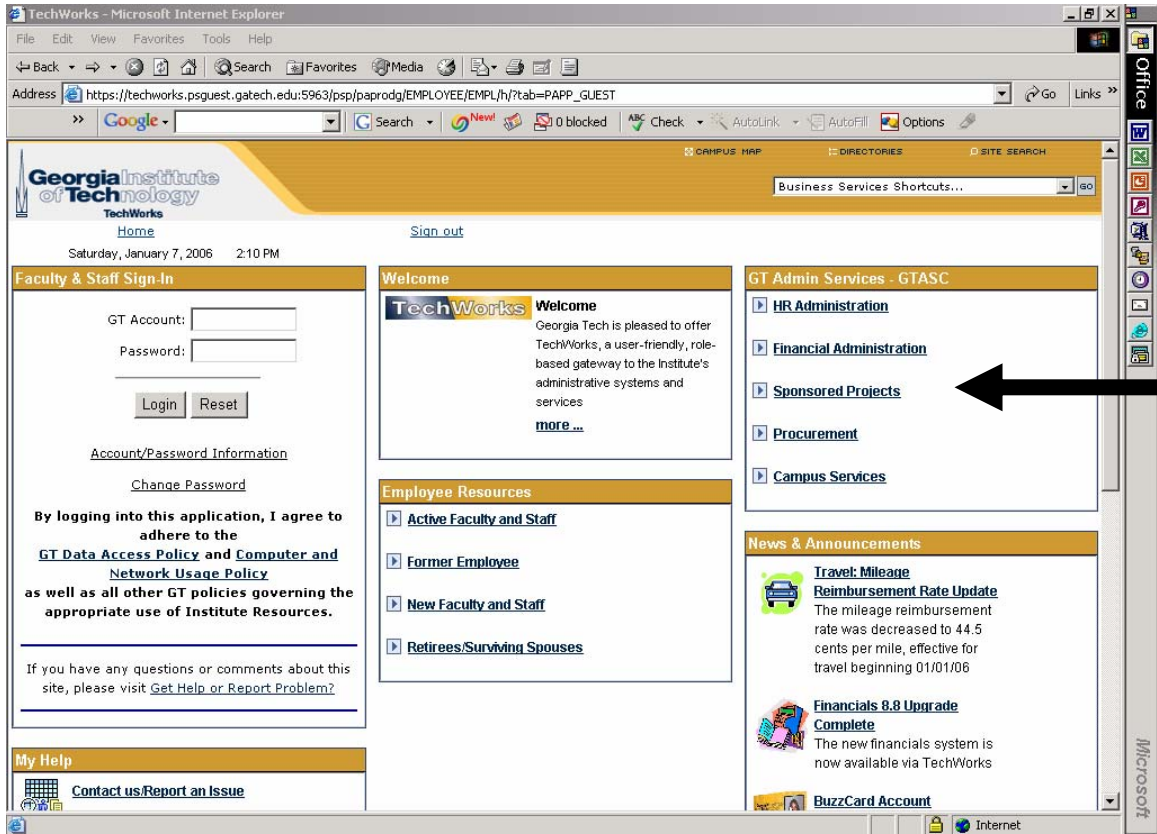 TechWorks - Microsoft Internet Explorer
File Edit View Favorites Tools Help
Back Search Favorites Media
Address https://techworks.psguest.gatech.edu:5963/psp/paprodg/EMPLOYEE/EMPL/h/?tab=PAPP_GUEST Go Links »
» Google Search New! 0 blocked ABC Check AutoLink AutoFill Options
CAMPUS MAP DIRECTORIES SITE SEARCH
Georgia Institute
of Technology
TechWorks
Business Services Shortcuts... GO
Home Sign out
Saturday, January 7, 2006 2:10 PM
Faculty & Staff Sign-In
GT Account:
Password:
Login Reset
Account/Password Information
Change Password
By logging into this application, I agree to
adhere to the
GT Data Access Policy and Computer and
Network Usage Policy
as well as all other GT policies governing the
appropriate use of Institute Resources.
If you have any questions or comments about this
site, please visit Get Help or Report Problem?
My Help
Contact us/Report an Issue
Welcome
TechWorks
Welcome
Georgia Tech is pleased to offer
TechWorks, a user-friendly, role-
based gateway to the Institute's
administrative systems and
services
more ...
Employee Resources
Active Faculty and Staff
Former Employee
New Faculty and Staff
Retirees/Surviving Spouses
GT Admin Services - GTASC
HR Administration
Financial Administration
Sponsored Projects
Procurement
Campus Services
News & Announcements
Travel: Mileage
Reimbursement Rate Update
The mileage reimbursement
rate was decreased to 44.5
cents per mile, effective for
travel beginning 01/01/06
Financials 8.8 Upgrade
Complete
The new financials system is
now available via TechWorks
BuzzCard Account
Internet
Office
Microsoft